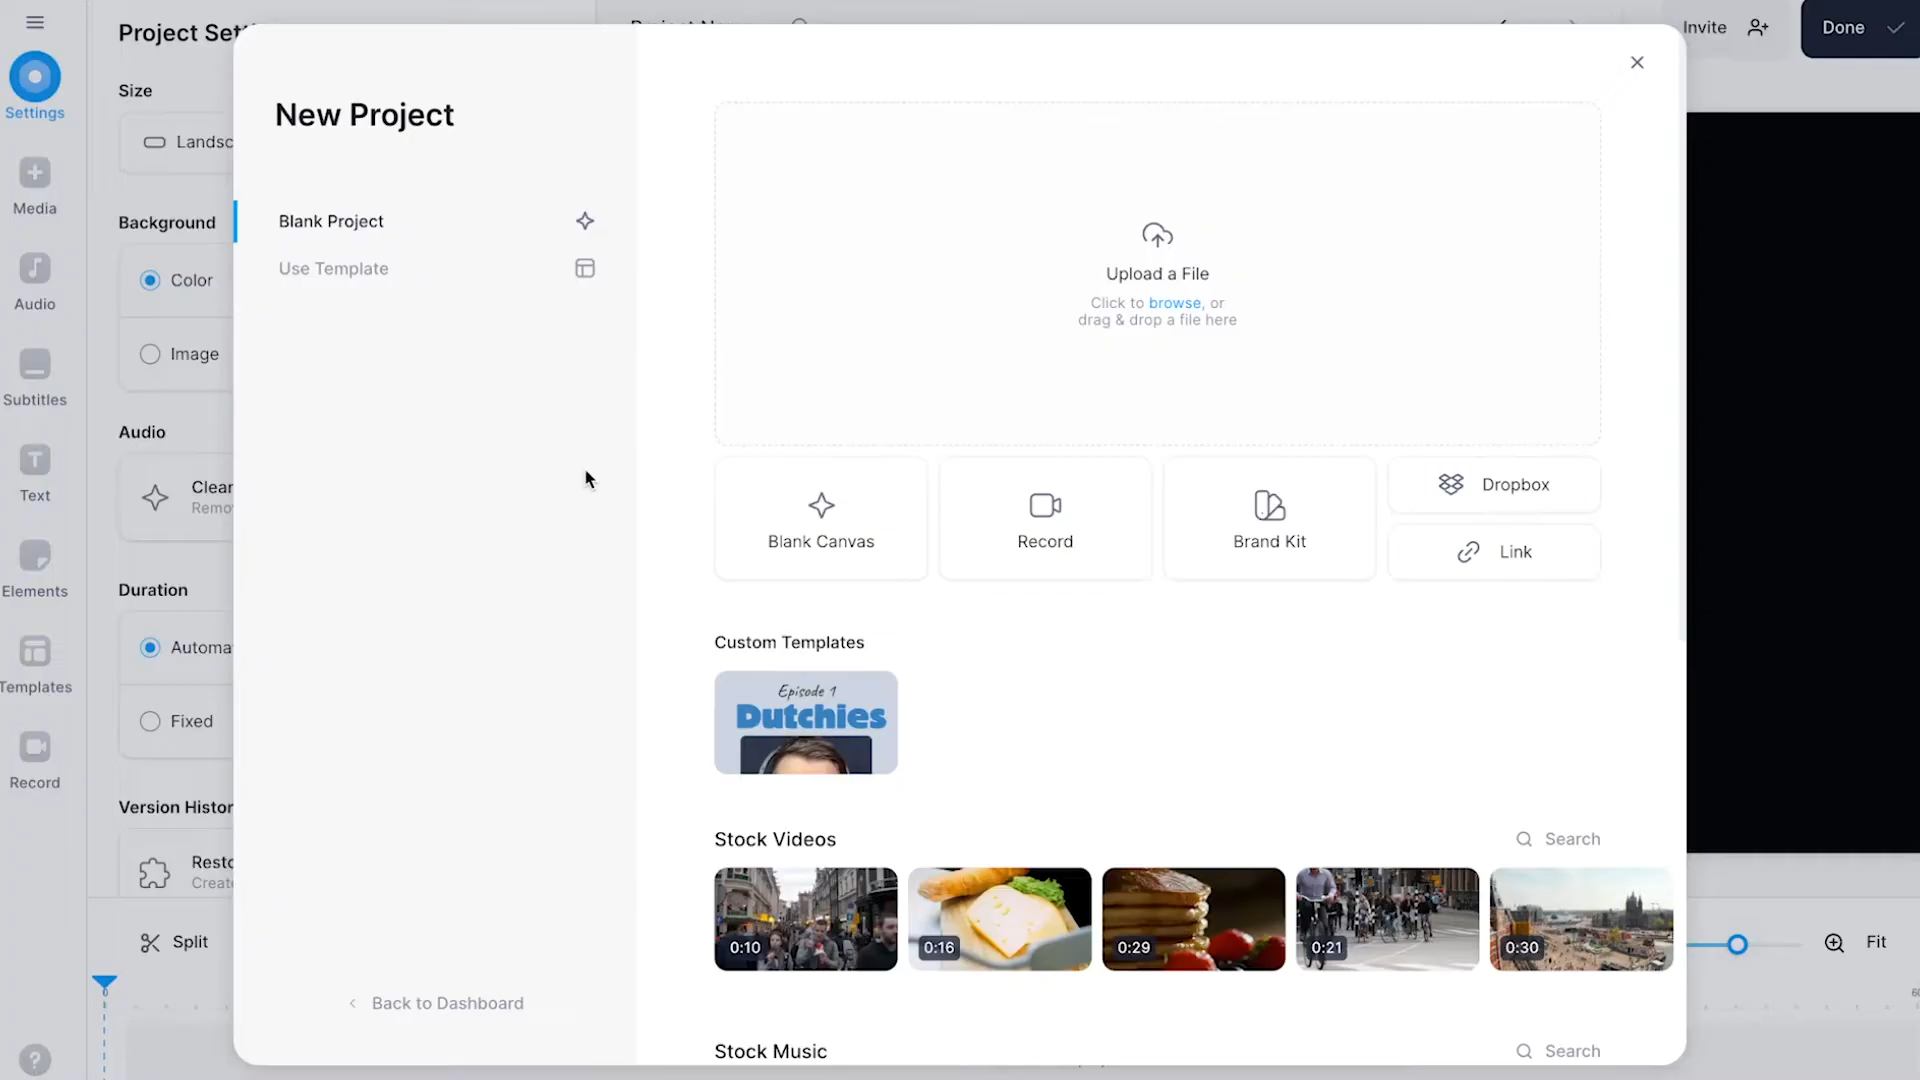 Project Set
Invite
Done
Settings
Media
Audio
Subtitles
Text
Elements
Templates
Record
Size
Landsc
Background
Color
Image
Audio
Clean
Remo
Duration
Automa
Fixed
Version Histor
Resto
Create
Split
New Project
Blank Project
Use Template
Back to Dashboard
Upload a File
Click to browse, or
drag & drop a file here
Blank Canvas
Record
Brand Kit
Dropbox
Link
Custom Templates
Episode 1
Dutchies
Stock Videos
Search
0:10
0:16
0:29
0:21
0:30
Stock Music
Search
Fit